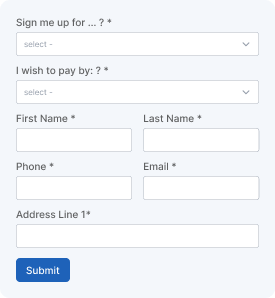 Sign me up for ... ? *
select -
I wish to pay by: ? *
select -
First Name * Last Name *
Phone * Email *
Address Line 1*
Submit